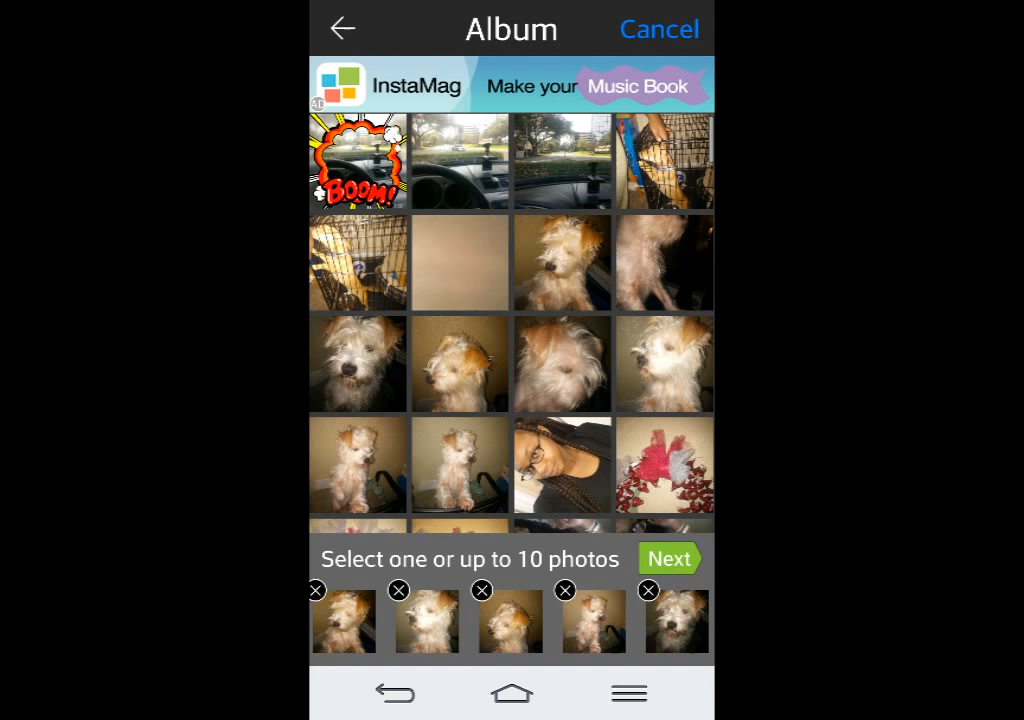 Album
Cancel
InstaMag
Make your Music Book
AD
BOOM!
Select one or up to 10 photos
Next